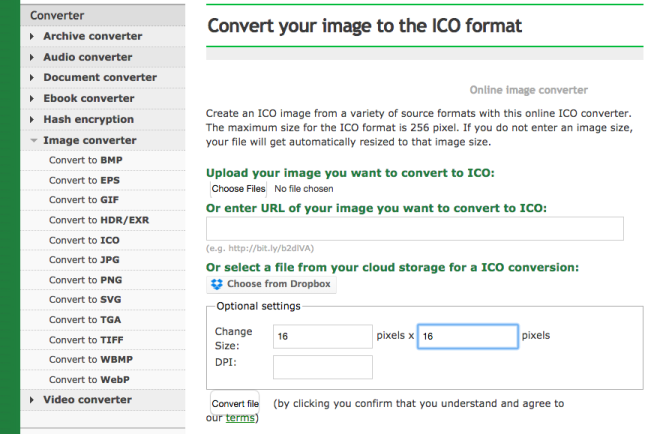 Converter
Archive converter
Audio converter
Document converter
Ebook converter
Hash encryption
Image converter
Convert to BMP
Convert to EPS
Convert to GIF
Convert to HDR/EXR
Convert to ICO
Convert to JPG
Convert to PNG
Convert to SVG
Convert to TGA
Convert to TIFF
Convert to WBMP
Convert to WebP
Video converter
Convert your image to the ICO format
Online image converter
Create an ICO image from a variety of source formats with this online ICO converter.
The maximum size for the ICO format is 256 pixel. If you do not enter an image size,
your file will get automatically resized to that image size.
Upload your image you want to convert to ICO:
Choose Files No file chosen
Or enter URL of your image you want to convert to ICO:
(e.g. http://bit.ly/b2dlVA)
Or select a file from your cloud storage for a ICO conversion:
Choose from Dropbox
Optional settings
Change
Size:
16 pixels x 16 pixels
DPI:
Convert file (by clicking you confirm that you understand and agree to
our terms)